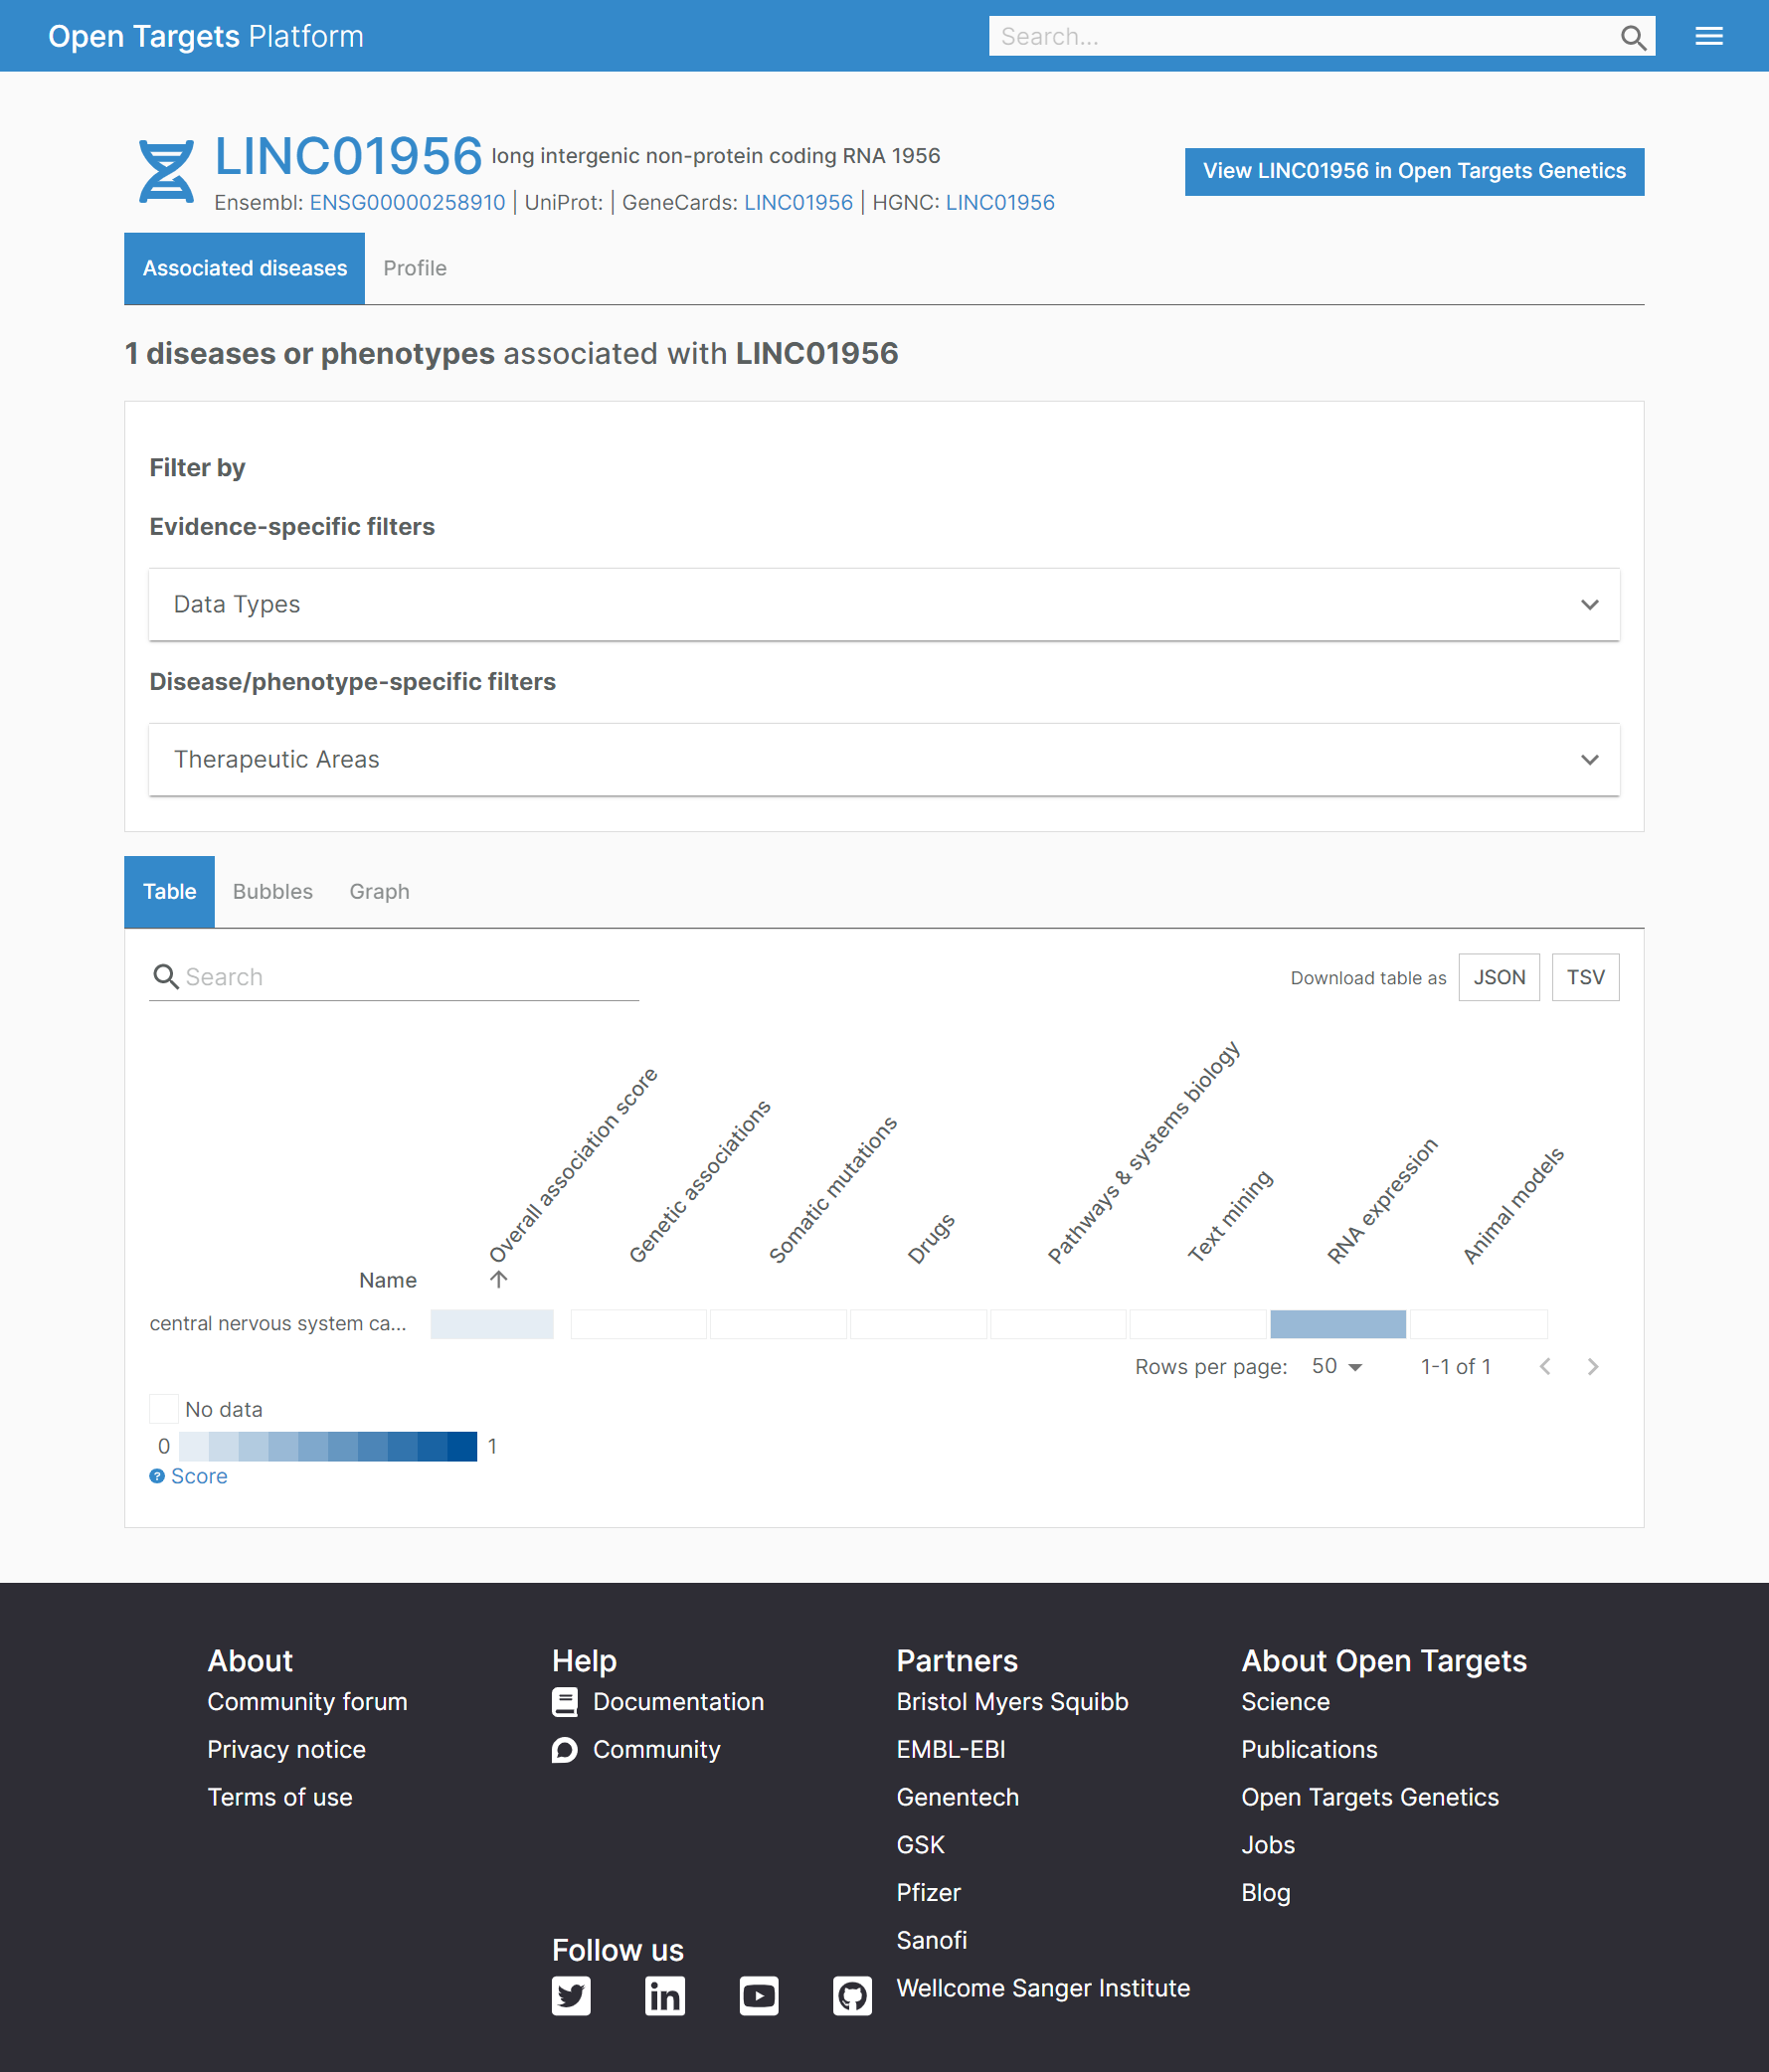 Open Targets Platform
Search...
LINC01956 long intergenic non-protein coding RNA 1956
View LINC01956 in Open Targets Genetics
Ensembl: ENSG00000258910 | UniProt: | GeneCards: LINC01956 | HGNC: LINC01956
Associated diseases Profile
1 diseases or phenotypes associated with LINC01956
Filter by
Evidence-specific filters
Data Types
Disease/phenotype-specific filters
Therapeutic Areas
Table Bubbles Graph
Search
Download table as JSON TSV
Name
Overall association score
Genetic associations
Somatic mutations
Drugs
Pathways & systems biology
Text mining
RNA expression
Animal models
central nervous system ca...
Rows per page: 50 1-1 of 1
No data
0 1
? Score
About
Community forum
Privacy notice
Terms of use
Help
Documentation
Community
Follow us
Partners
Bristol Myers Squibb
EMBL-EBI
Genentech
GSK
Pfizer
Sanofi
Wellcome Sanger Institute
About Open Targets
Science
Publications
Open Targets Genetics
Jobs
Blog